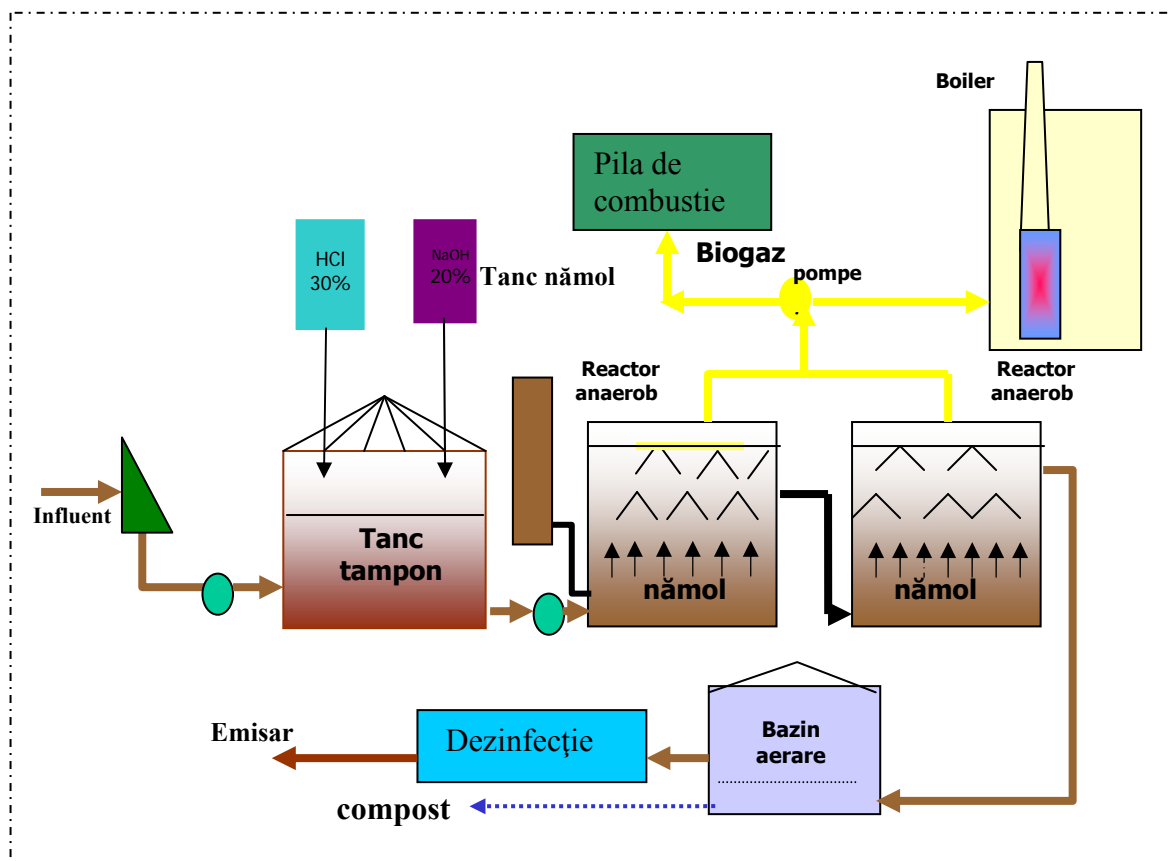 Boiler
Pila de
combustie
HCl
30%
NaOH
20%
Tanc nămol
Biogaz
pompe
Reactor
anaerob
Reactor
anaerob
Influent
Tanc
tampon
nămol
nămol
Emisar
Dezinfecţie
Bazin
aerare
compost